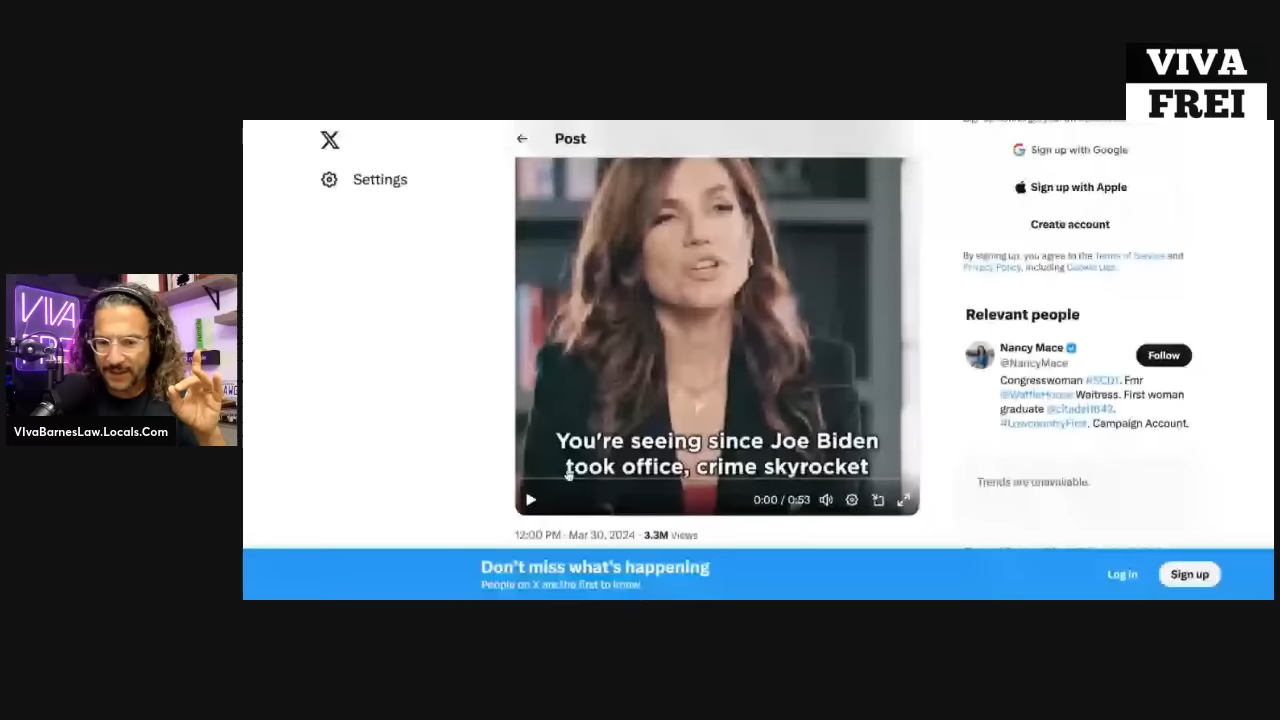 VIVA
FREI
Post
Settings
Sign up with Google
Sign up with Apple
Create account
By signing up, you agree to the Terms of Service and
Privacy Policy, including Cookie Use.
Relevant people
Nancy Mace
@NancyMace
Follow
Congresswoman #SC01. Fmr
@WaffleHouse Waitress. First woman
graduate @citadel1842.
#LowcountryFirst. Campaign Account.
You're seeing since Joe Biden
took office, crime skyrocket
0:00 / 0:53
12:00 PM · Mar 30, 2024 · 3.3M Views
Trends are unavailable.
Don't miss what's happening
People on X are the first to know.
Log in
Sign up
VIVA
VIvaBarnesLaw.Locals.Com